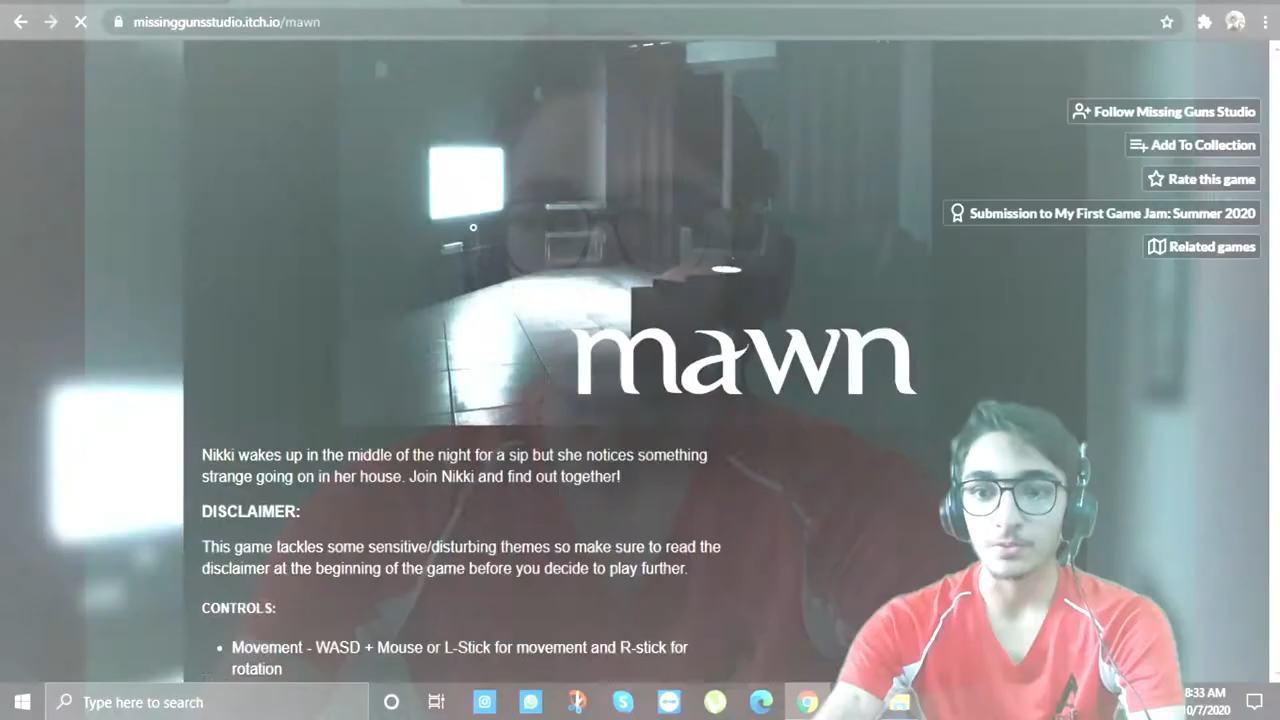 missinggunsstudio.itch.io/mawn
Follow Missing Guns Studio
Add To Collection
Rate this game
Submission to My First Game Jam: Summer 2020
Related games
mawn
Nikki wakes up in the middle of the night for a sip but she notices something
strange going on in her house. Join Nikki and find out together!
DISCLAIMER:
This game tackles some sensitive/disturbing themes so make sure to read the
disclaimer at the beginning of the game before you decide to play further.
CONTROLS:
• Movement - WASD + Mouse or L-Stick for movement and R-stick for
rotation
Type here to search
8:33 AM
0/7/2020